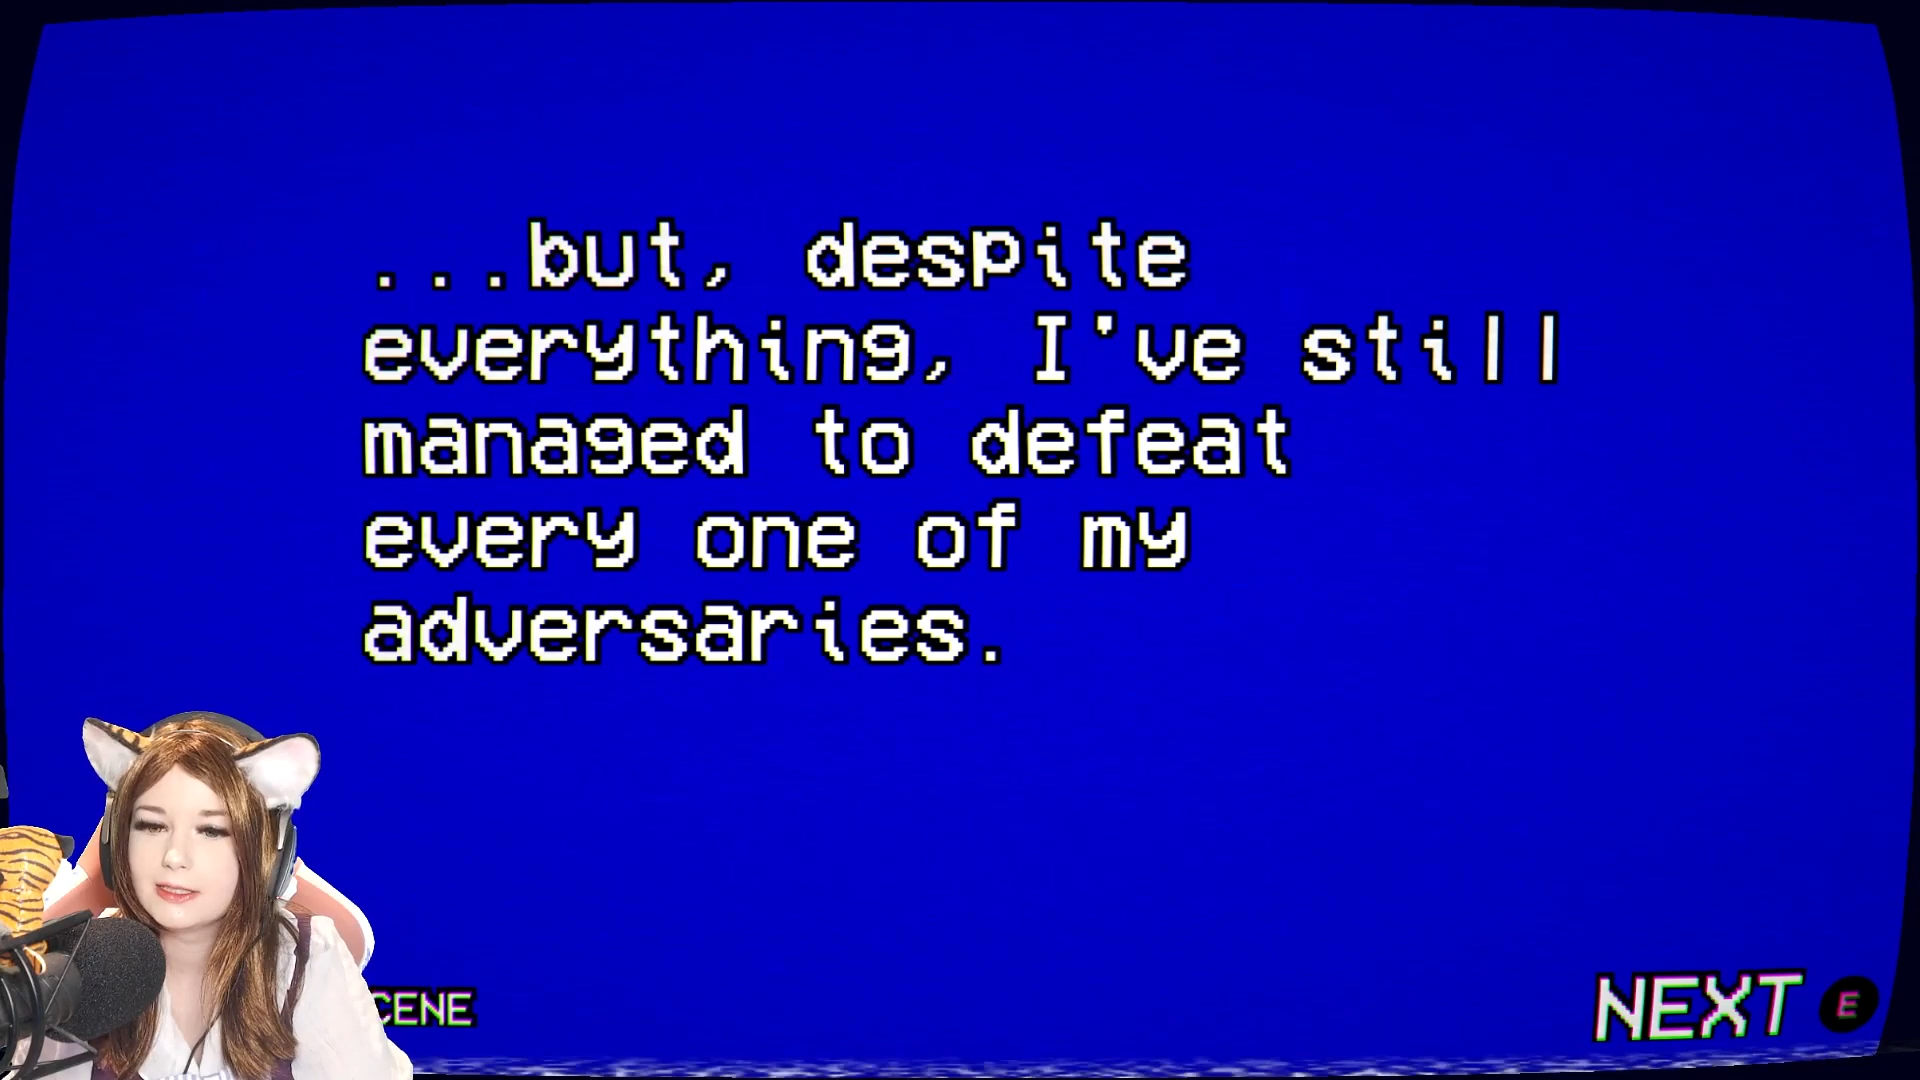 ...but, despite
everything, I've still
managed to defeat
every one of my
adversaries.
CENE
NEXT E